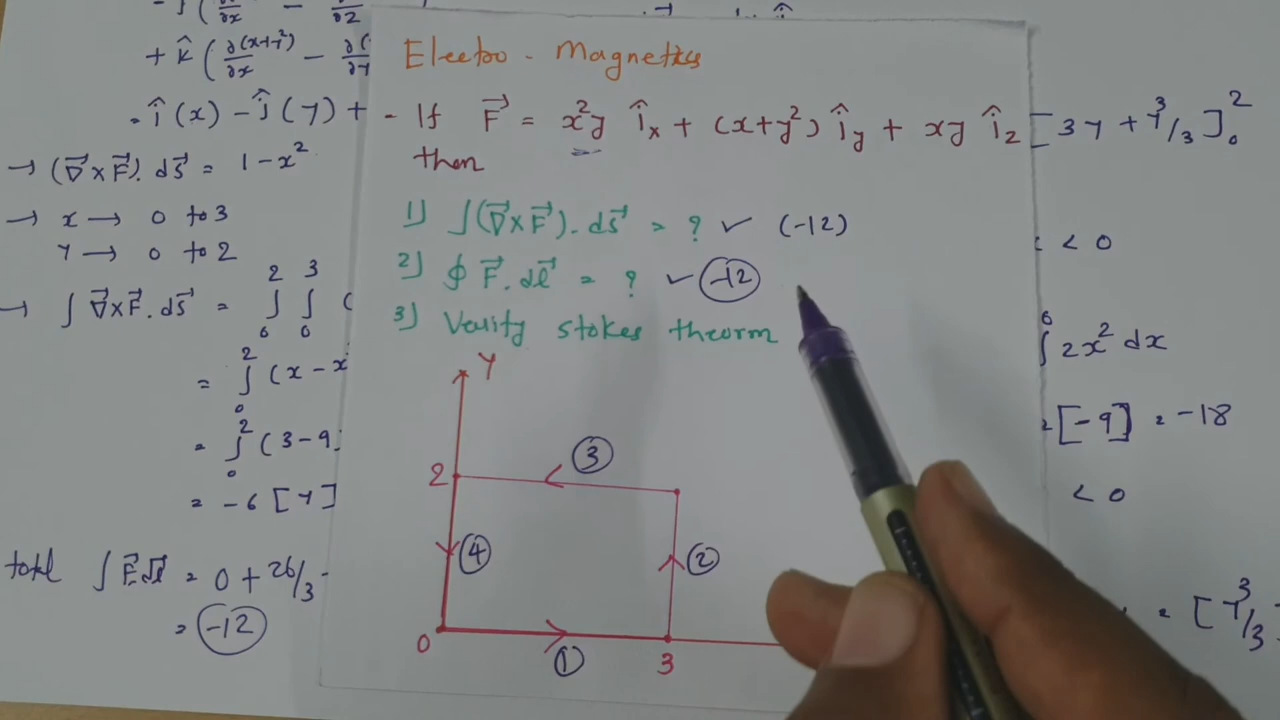 - ∫(∂/∂x - ∂/∂z
+ k̂ (∂(x+y²)/∂x - ∂(/∂y
= î(x) - ĵ(y) +
→ (∇⃗×F⃗).ds⃗ = 1-x²
→ x → 0 to 3
Y → 0 to 2
→ ∫ ∇⃗×F⃗.ds⃗ = ∫₀² ∫₀³ (
= ∫₀² (x - x
= ∫₀² (3-9
= -6 [Y]
total ∫ F⃗.dl⃗ = 0 + 26/3 -
= -12
Electro - Magnetics
- If F⃗ = x²y îx + (x+y²) îy + xy îz
then
1) ∫(∇⃗×F⃗).ds⃗ = ? ✓ (-12)
2) ∮ F⃗.dl⃗ = ? ✓ -12
3) Verify stokes theorm
Y
2
3
4
2
0
1
3
[3Y + Y³/3]₀²
< 0
∫⁰ 2x² dx
[-9] = -18
< 0
= [Y³/3